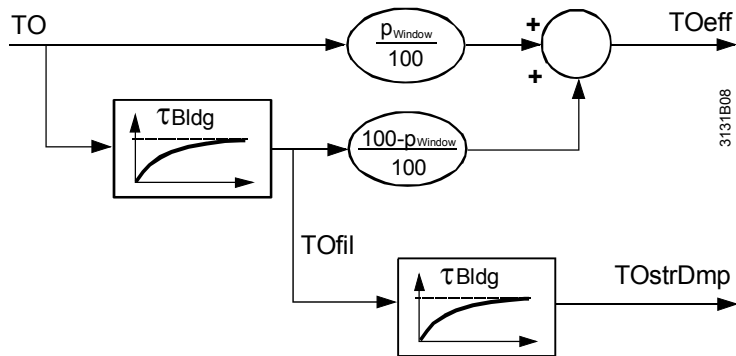 TO
pWindow
100
+
TOeff
+
τBldg
100-pWindow
100
3131B08
TOfil
τBldg
TOstrDmp